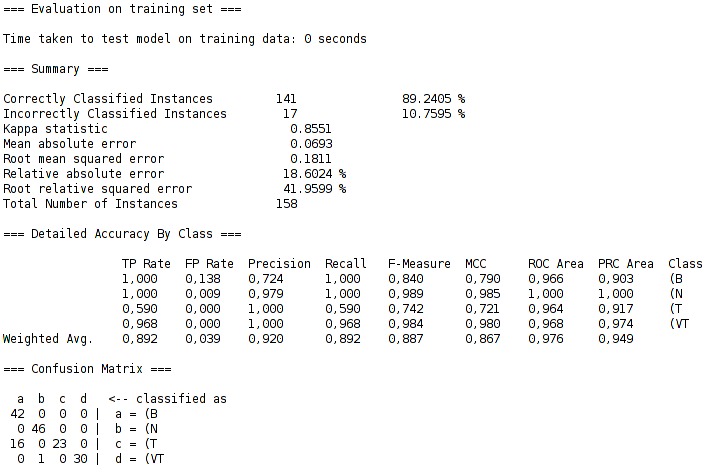 === Evaluation on training set ===
Time taken to test model on training data: 0 seconds
=== Summary ===
Correctly Classified Instances 141 89.2405 %
Incorrectly Classified Instances 17 10.7595 %
Kappa statistic 0.8551
Mean absolute error 0.0693
Root mean squared error 0.1811
Relative absolute error 18.6024 %
Root relative squared error 41.9599 %
Total Number of Instances 158
=== Detailed Accuracy By Class ===
TP Rate FP Rate Precision Recall F-Measure MCC ROC Area PRC Area Class
1,000 0,138 0,724 1,000 0,840 0,790 0,966 0,903 (B
1,000 0,009 0,979 1,000 0,989 0,985 1,000 1,000 (N
0,590 0,000 1,000 0,590 0,742 0,721 0,964 0,917 (T
0,968 0,000 1,000 0,968 0,984 0,980 0,968 0,974 (VT
Weighted Avg. 0,892 0,039 0,920 0,892 0,887 0,867 0,976 0,949
=== Confusion Matrix ===
a b c d <-- classified as
42 0 0 0 | a = (B
0 46 0 0 | b = (N
16 0 23 0 | c = (T
0 1 0 30 | d = (VT